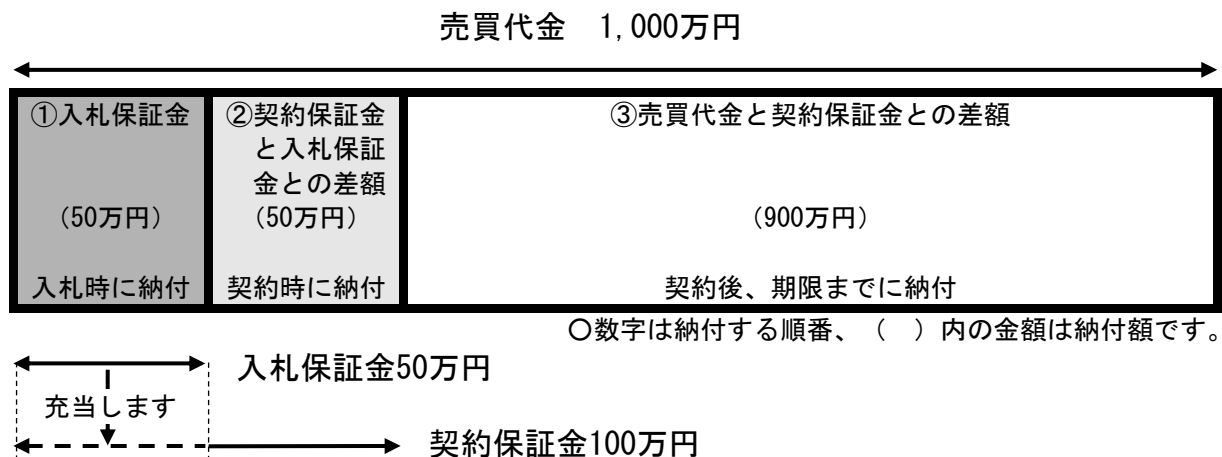 売買代金　1,000万円
①入札保証金
（50万円）
入札時に納付
②契約保証金
と入札保証
金との差額
（50万円）
契約時に納付
③売買代金と契約保証金との差額
（900万円）
契約後、期限までに納付
〇数字は納付する順番、（　）内の金額は納付額です。
入札保証金50万円
充当します
契約保証金100万円